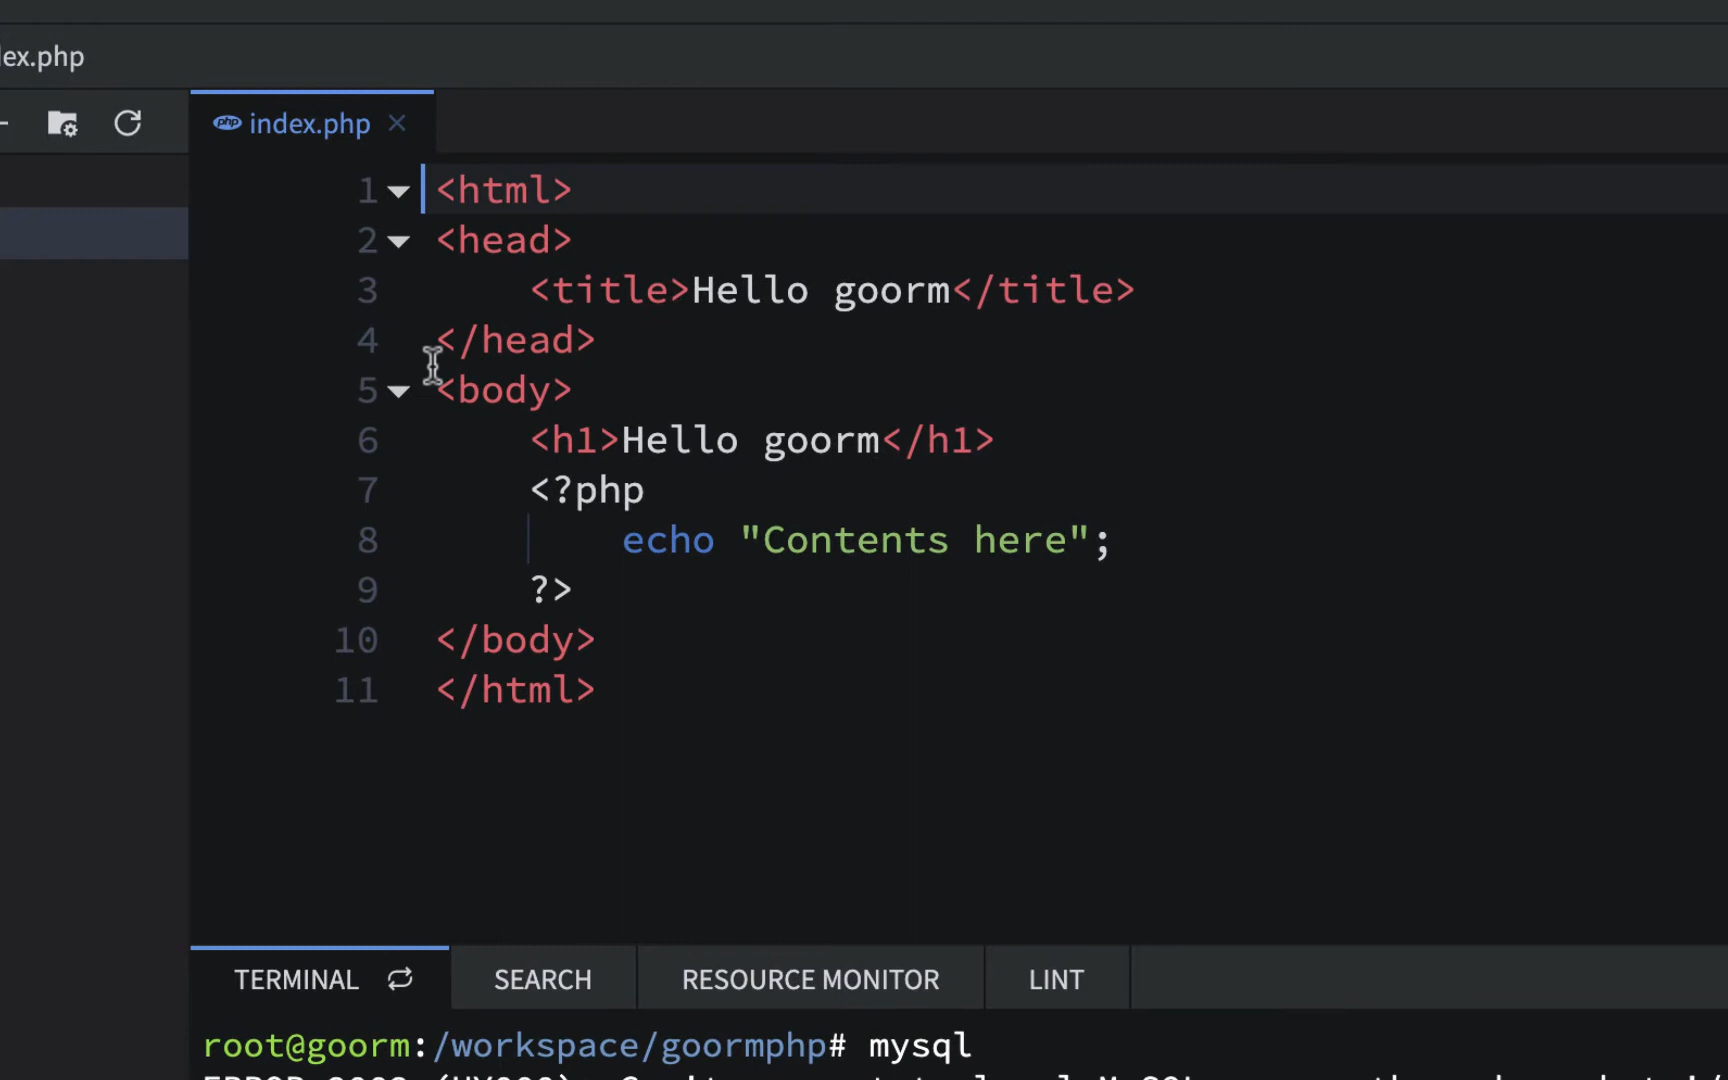 ex.php
php index.php ×
1 <html>
2 <head>
3 <title>Hello goorm</title>
4 </head>
5 <body>
6 <h1>Hello goorm</h1>
7 <?php
8 echo "Contents here";
9 ?>
10 </body>
11 </html>
TERMINAL SEARCH RESOURCE MONITOR LINT
root@goorm:/workspace/goormphp# mysql